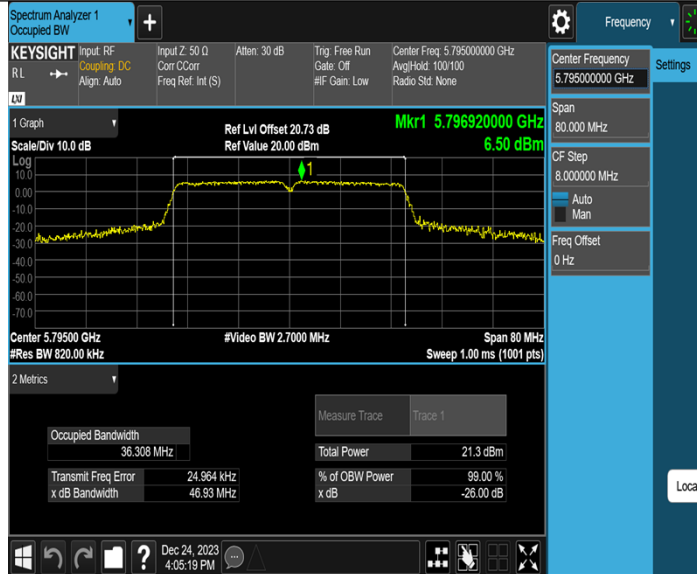 Spectrum Analyzer 1
Occupied BW
Frequency
KEYSIGHT
RL
LXI
Input: RF
Coupling: DC
Align: Auto
Input Z: 50 Ω
Corr CCorr
Freq Ref: Int (S)
Atten: 30 dB
Trig: Free Run
Gate: Off
#IF Gain: Low
Center Freq: 5.795000000 GHz
Avg|Hold: 100/100
Radio Std: None
Center Frequency
5.795000000 GHz
Settings
Span
80.000 MHz
CF Step
8.000000 MHz
Auto
Man
Freq Offset
0 Hz
Local
1 Graph
Scale/Div 10.0 dB
Ref Lvl Offset 20.73 dB
Ref Value 20.00 dBm
Mkr1 5.796920000 GHz
6.50 dBm
Log
10.0
0.00
-10.0
-20.0
-30.0
-40.0
-50.0
-60.0
-70.0
1
Center 5.79500 GHz
#Res BW 820.00 kHz
#Video BW 2.7000 MHz
Span 80 MHz
Sweep 1.00 ms (1001 pts)
2 Metrics
Measure Trace
Trace 1
Occupied Bandwidth
36.308 MHz
Total Power
21.3 dBm
Transmit Freq Error
24.964 kHz
% of OBW Power
99.00 %
x dB Bandwidth
46.93 MHz
x dB
-26.00 dB
?
Dec 24, 2023
4:05:19 PM